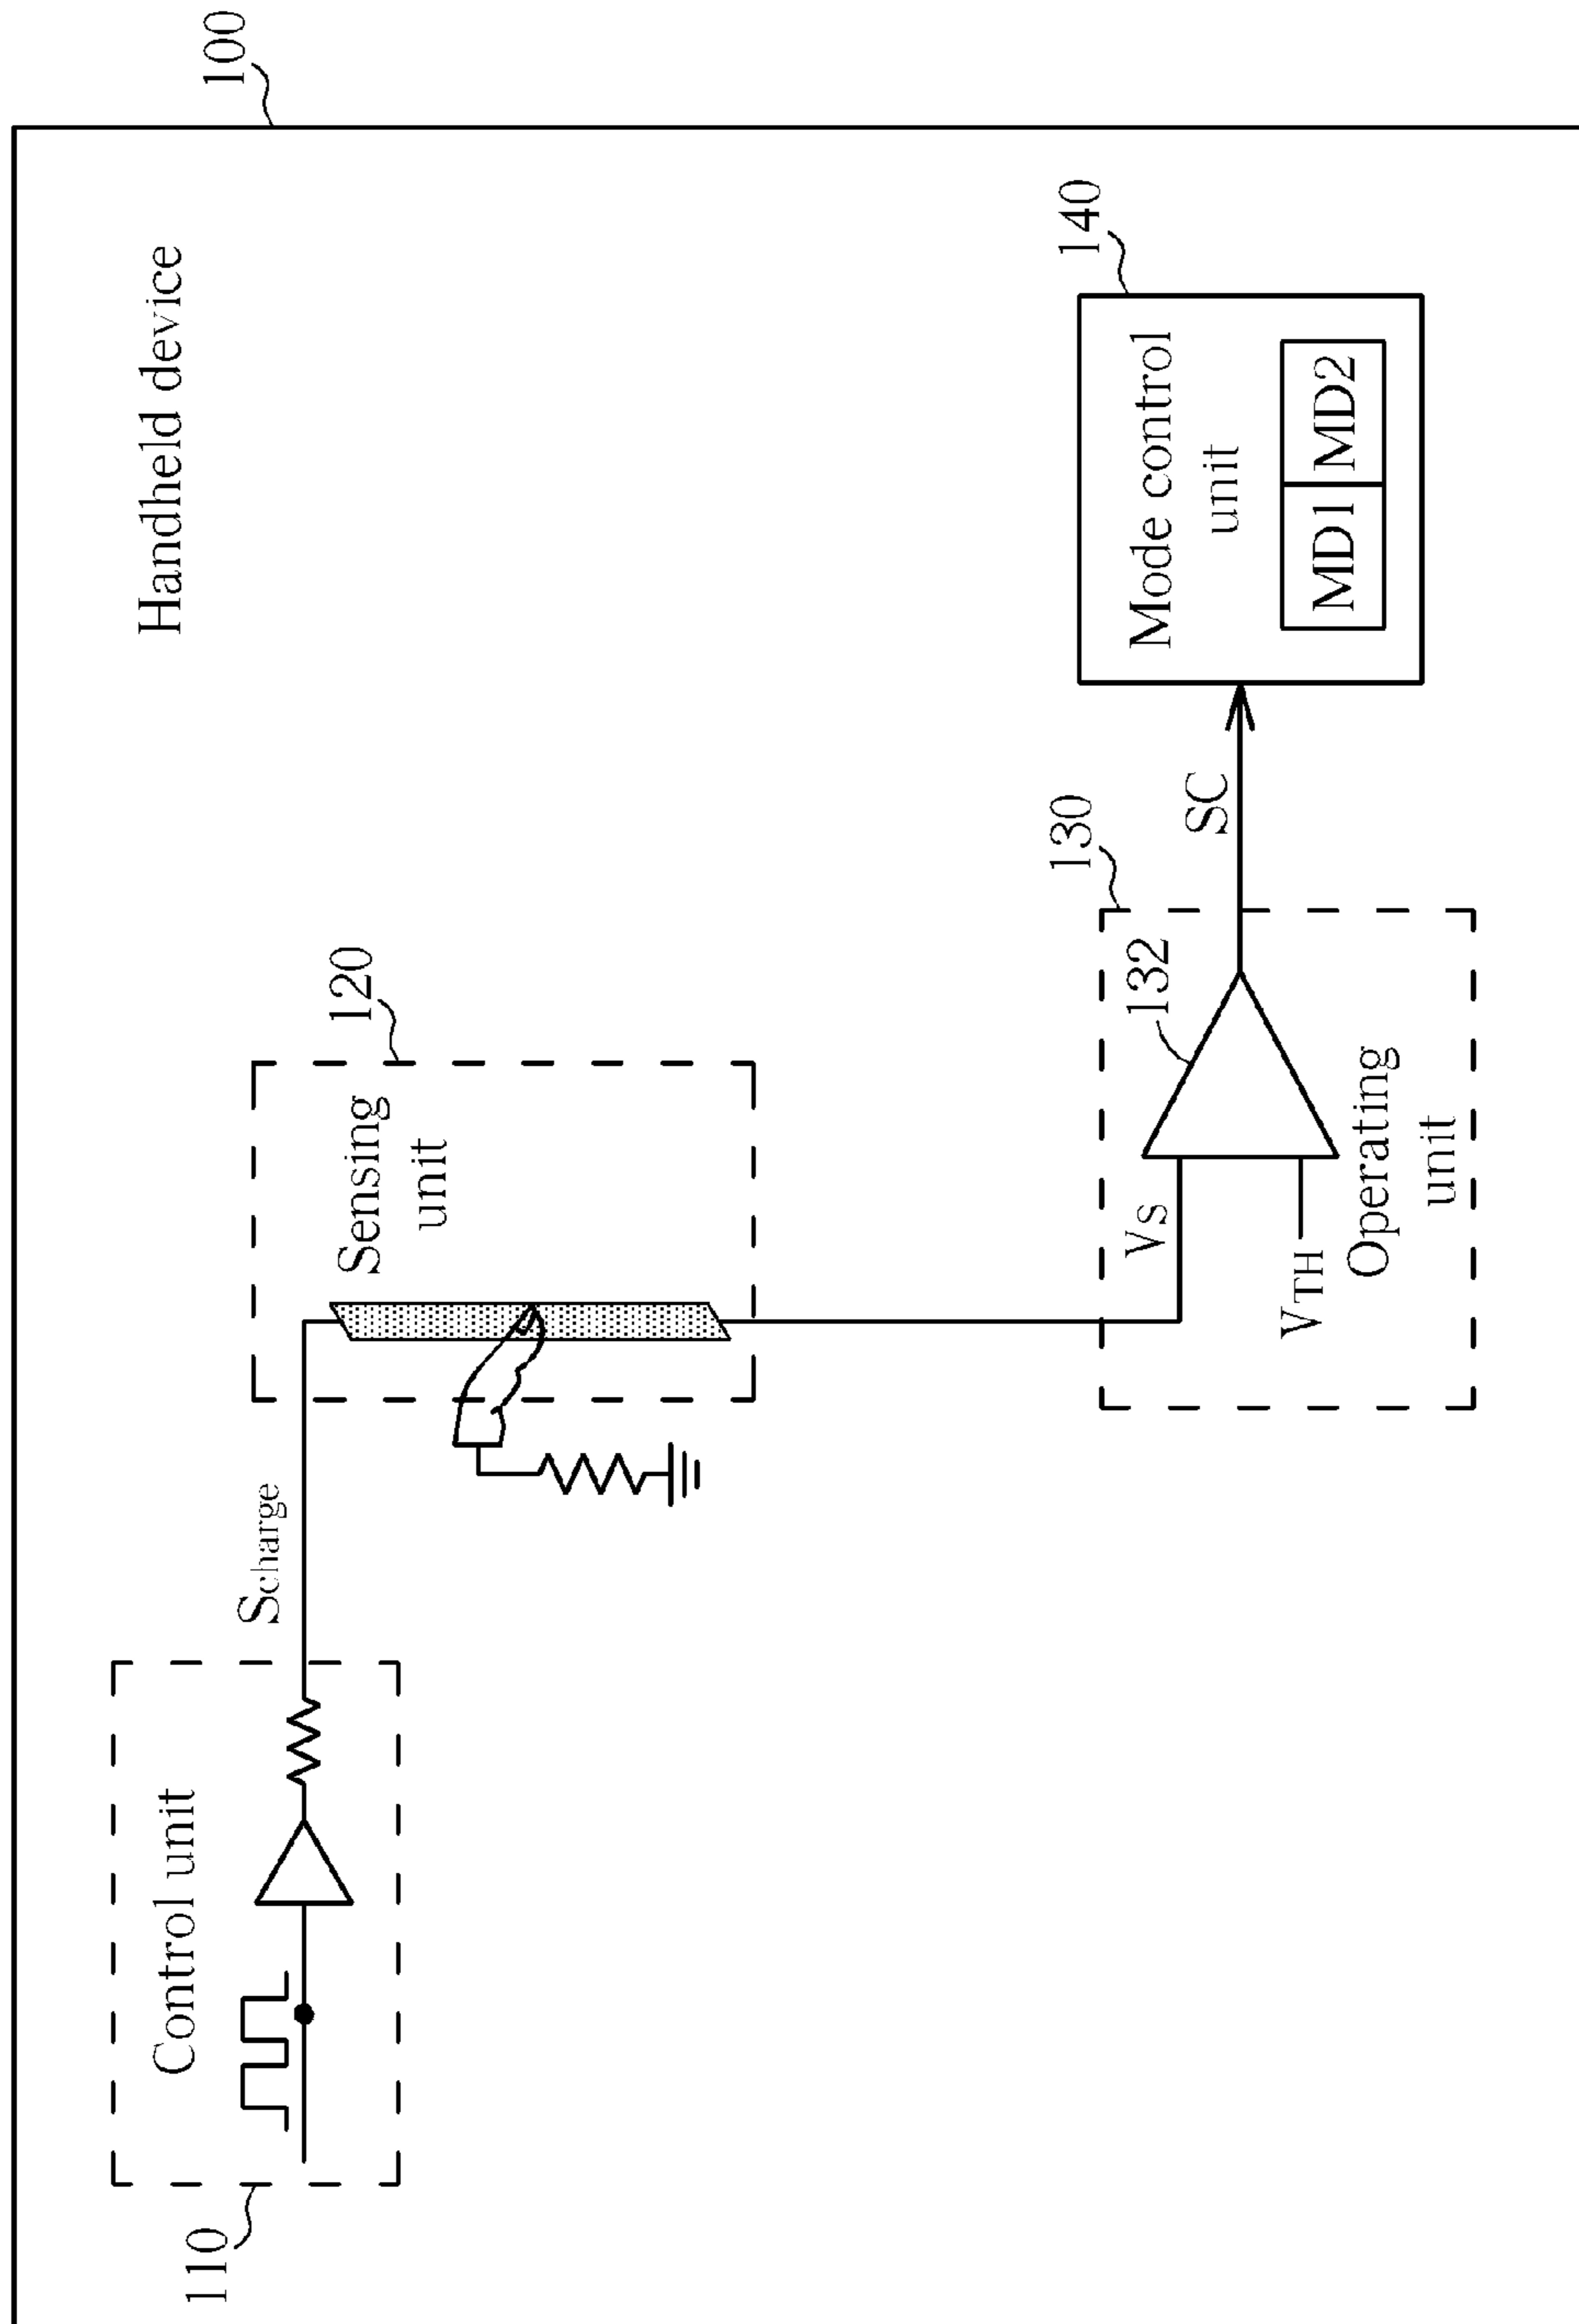 100
Handheld device
110
Control unit
Scharge
120
Sensing
unit
130
132
VS
VTH
Operating
unit
SC
140
Mode control
unit
MD1 MD2